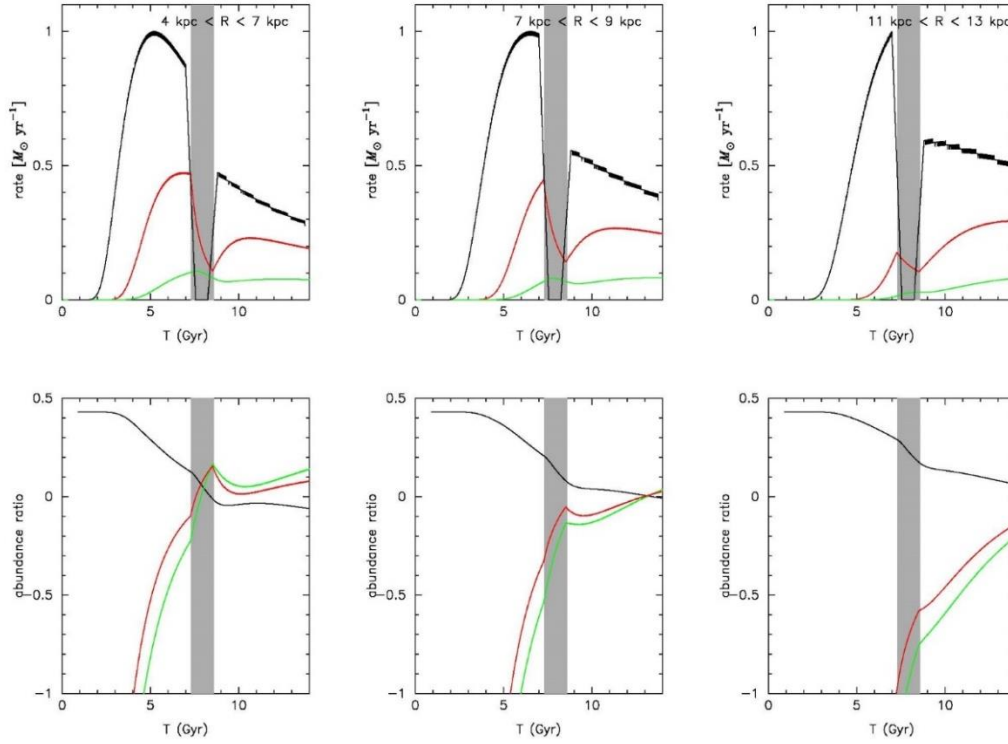 4 kpc < R < 7 kpc
1
0.5
0
rate [M⊙ yr⁻¹]
0 5 10
T (Gyr)
7 kpc < R < 9 kpc
1
0.5
0
rate [M⊙ yr⁻¹]
0 5 10
T (Gyr)
11 kpc < R < 13 kpc
1
0.5
0
rate [M⊙ yr⁻¹]
0 5 10
T (Gyr)
0.5
0
−0.5
−1
abundance ratio
0 5 10
T (Gyr)
0.5
0
−0.5
−1
abundance ratio
0 5 10
T (Gyr)
0.5
0
−0.5
−1
abundance ratio
0 5 10
T (Gyr)